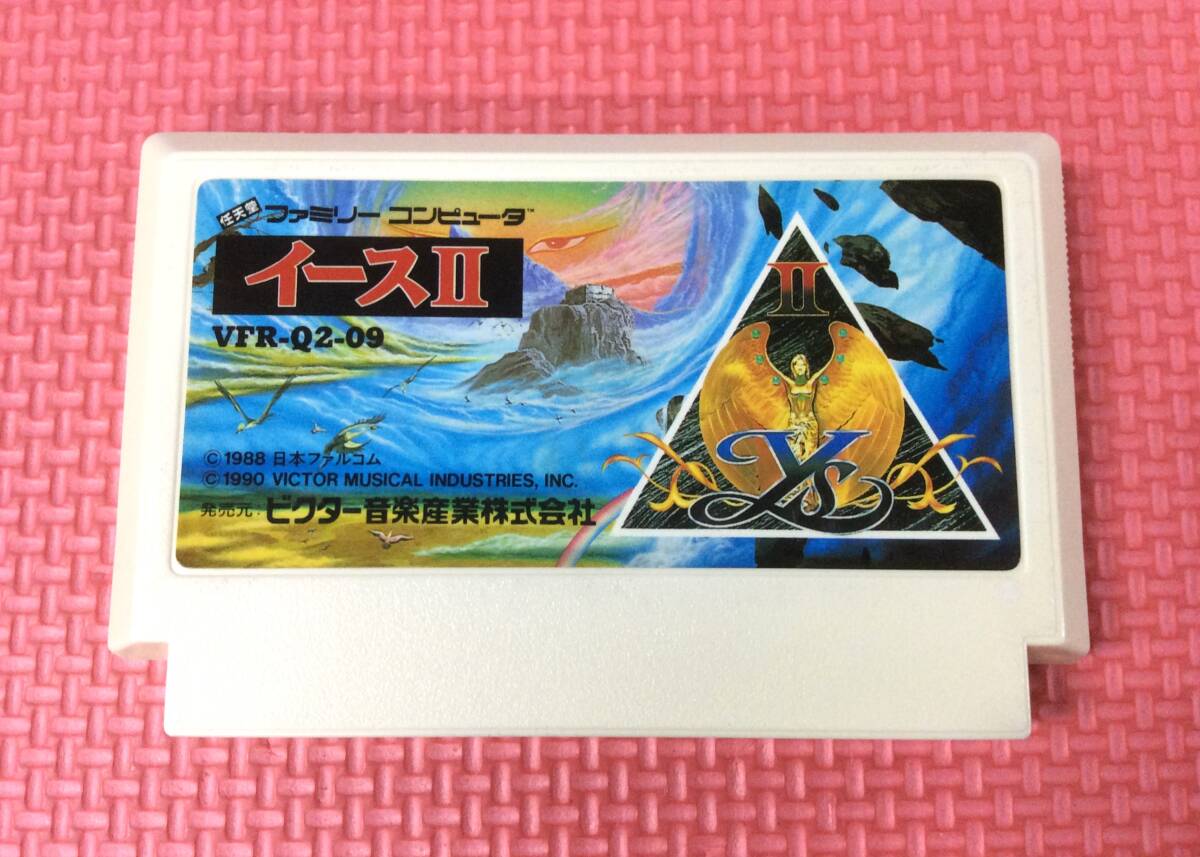 任天堂 ファミリー コンピュータ™
イースII
VFR-Q2-09
II
Ys
© 1988 日本ファルコム
© 1990 VICTOR MUSICAL INDUSTRIES, INC.
発売元: ビクター音楽産業株式会社